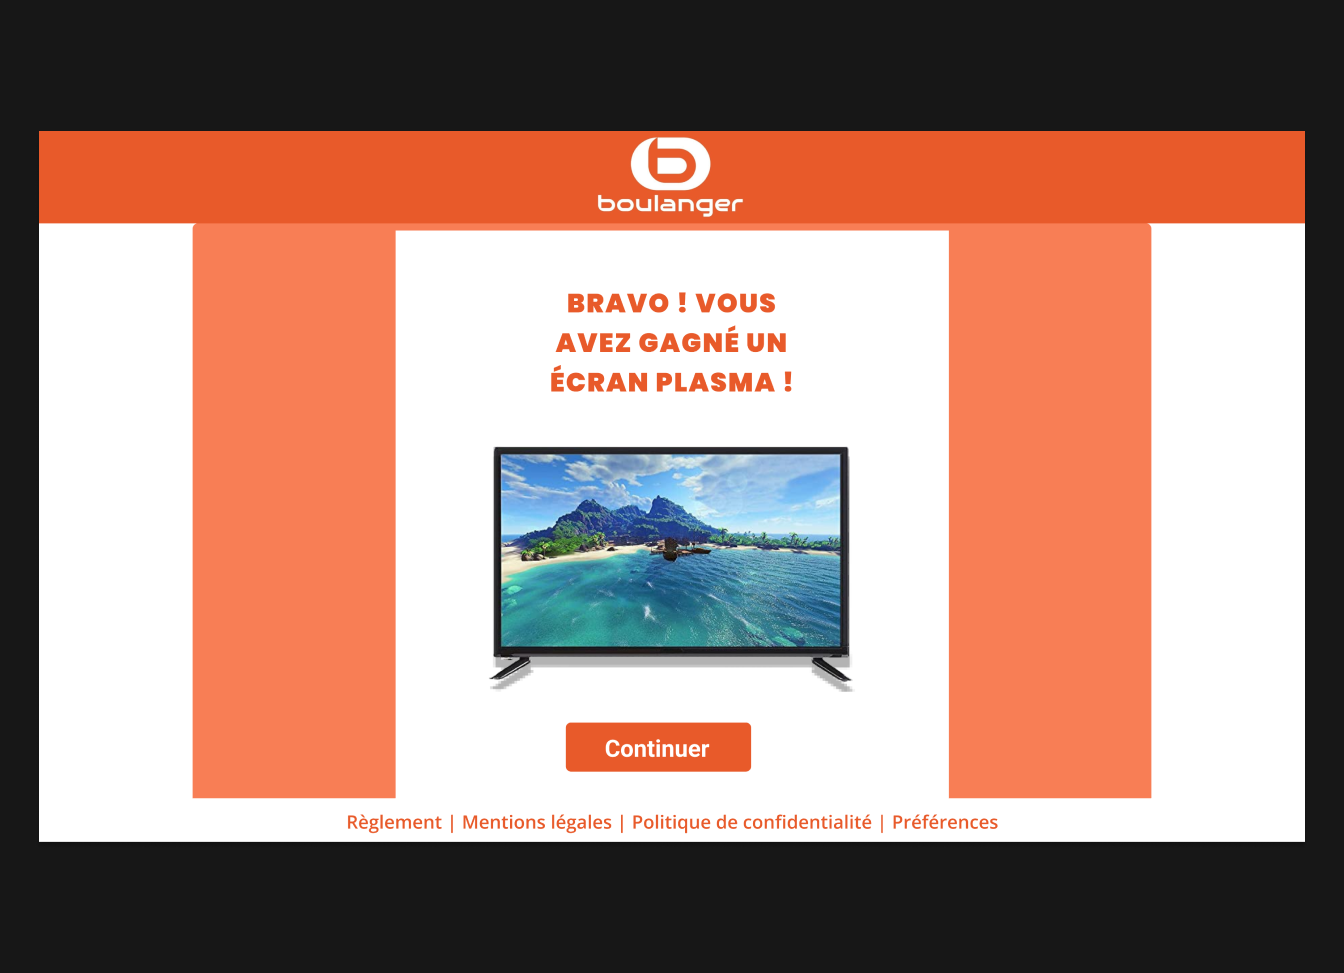 boulanger
BRAVO ! VOUS
AVEZ GAGNÉ UN
ÉCRAN PLASMA !
Continuer
Règlement | Mentions légales | Politique de confidentialité | Préférences